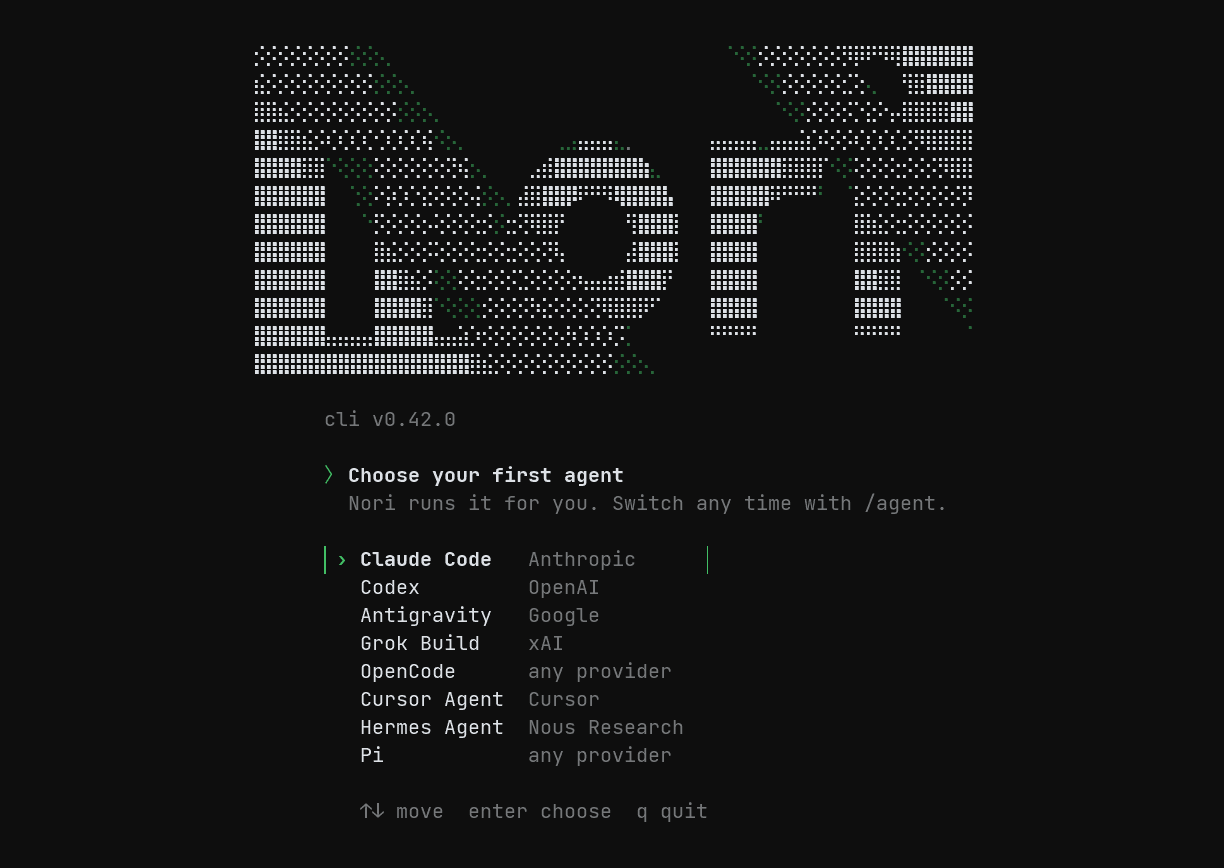 nori
cli v0.42.0
〉 Choose your first agent
Nori runs it for you. Switch any time with /agent.
› Claude Code Anthropic
Codex OpenAI
Antigravity Google
Grok Build xAI
OpenCode any provider
Cursor Agent Cursor
Hermes Agent Nous Research
Pi any provider
↑↓ move enter choose q quit